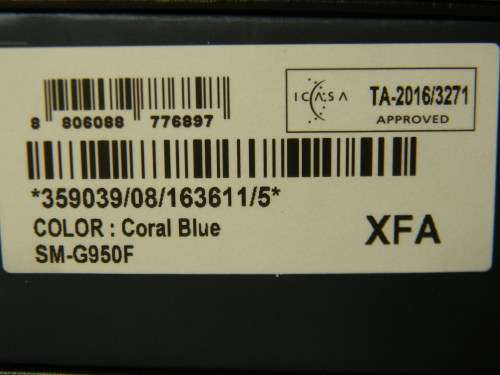 8 806088 776897
ICASA
TA-2016/3271
APPROVED
*359039/08/163611/5*
COLOR : Coral Blue
SM-G950F
XFA